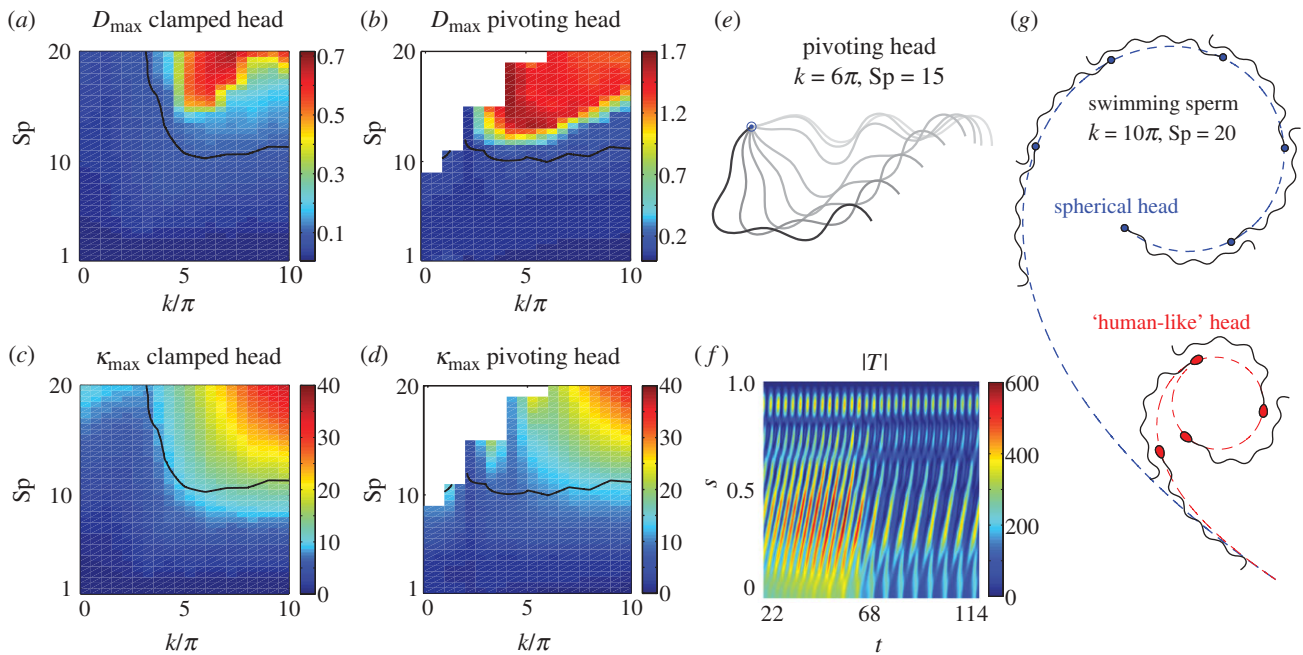 (a) D_max clamped head
20
10
1
Sp
0 5 10
k/π
0.7
0.5
0.3
0.1
(b) D_max pivoting head
20
10
1
Sp
0 5 10
k/π
1.7
1.2
0.7
0.2
(c) κ_max clamped head
20
10
1
Sp
0 5 10
k/π
40
30
20
10
0
(d) κ_max pivoting head
20
10
1
Sp
0 5 10
k/π
40
30
20
10
0
(e)
pivoting head
k = 6π, Sp = 15
(f) |T|
1.0
0.5
0
s
22 68 114
t
600
400
200
0
(g)
swimming sperm
k = 10π, Sp = 20
spherical head
‘human-like’ head